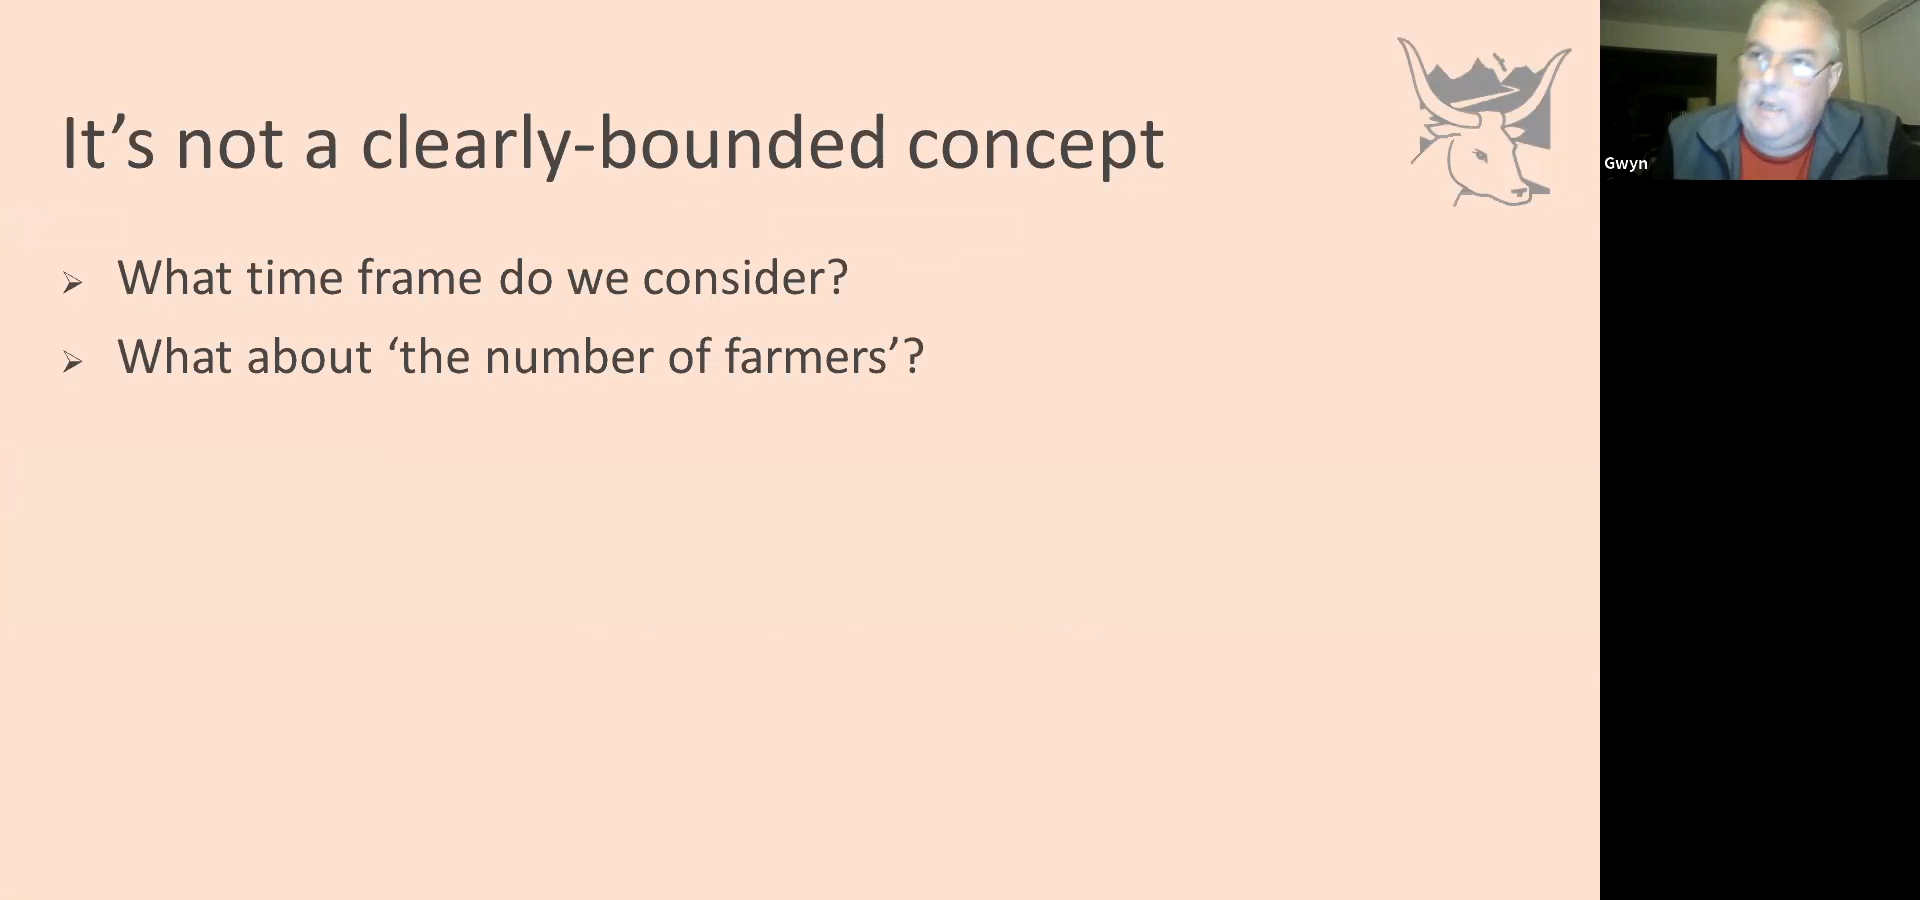 It’s not a clearly-bounded concept
What time frame do we consider?
What about ‘the number of farmers’?
Gwyn